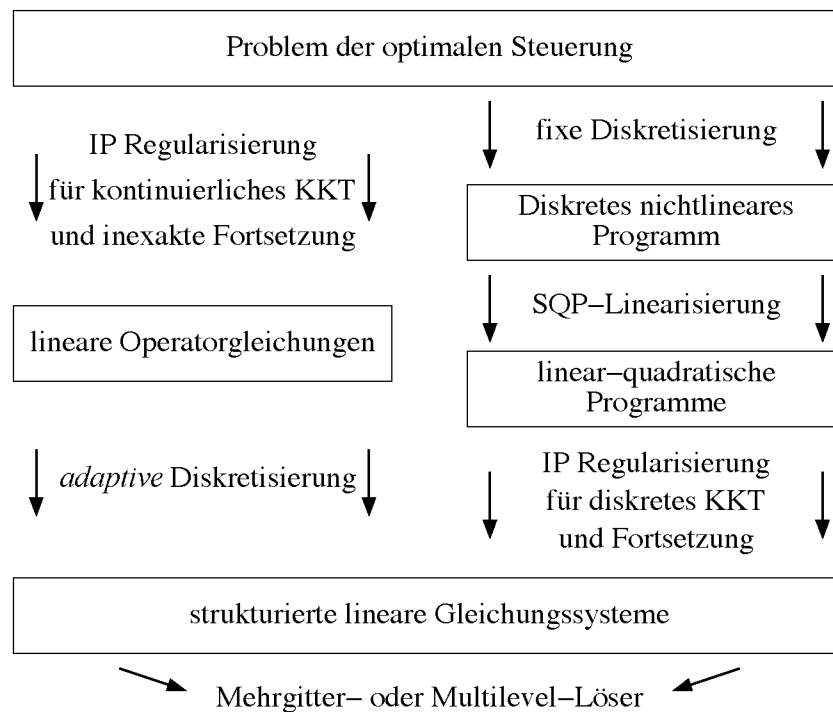 Problem der optimalen Steuerung
IP Regularisierung
für kontinuierliches KKT
und inexakte Fortsetzung
lineare Operatorgleichungen
adaptive Diskretisierung
fixe Diskretisierung
Diskretes nichtlineares
Programm
SQP–Linearisierung
linear–quadratische
Programme
IP Regularisierung
für diskretes KKT
und Fortsetzung
strukturierte lineare Gleichungssysteme
Mehrgitter– oder Multilevel–Löser